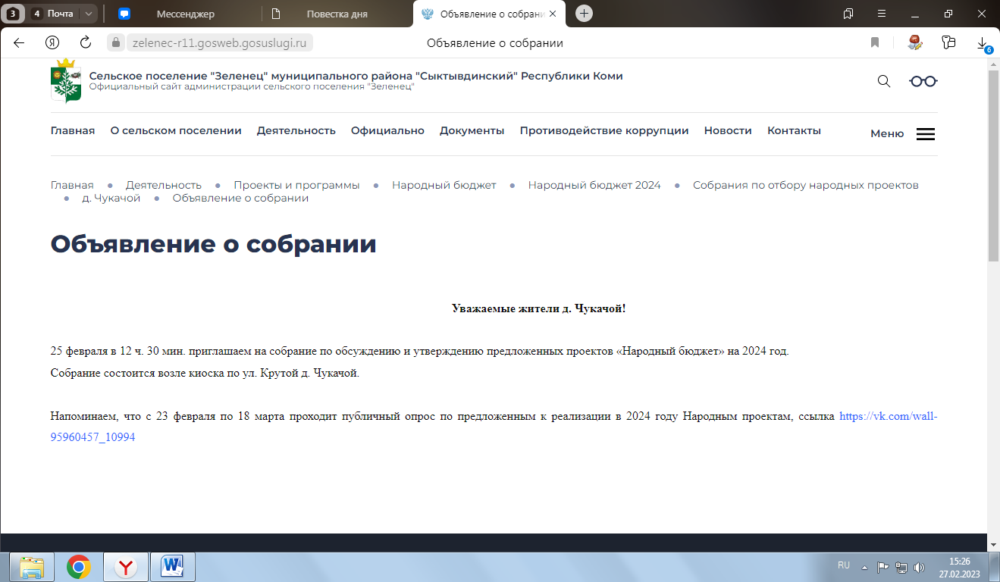 3
4 Почта
Мессенджер
Повестка дня
Объявление о собрани
Я
zelenec-r11.gosweb.gosuslugi.ru
Объявление о собрании
6
Сельское поселение "Зеленец" муниципального района "Сыктывдинский" Республики Коми
Официальный сайт администрации сельского поселения "Зеленец"
Главная О сельском поселении Деятельность Официально Документы Противодействие коррупции Новости Контакты Меню
Главная • Деятельность • Проекты и программы • Народный бюджет • Народный бюджет 2024 • Собрания по отбору народных проектов
• д. Чукачой • Объявление о собрании
Объявление о собрании
Уважаемые жители д. Чукачой!
25 февраля в 12 ч. 30 мин. приглашаем на собрание по обсуждению и утверждению предложенных проектов «Народный бюджет» на 2024 год.
Собрание состоится возле киоска по ул. Крутой д. Чукачой.
Напоминаем, что с 23 февраля по 18 марта проходит публичный опрос по предложенным к реализации в 2024 году Народным проектам, ссылка https://vk.com/wall-
95960457_10994
RU
15:26
27.02.2023